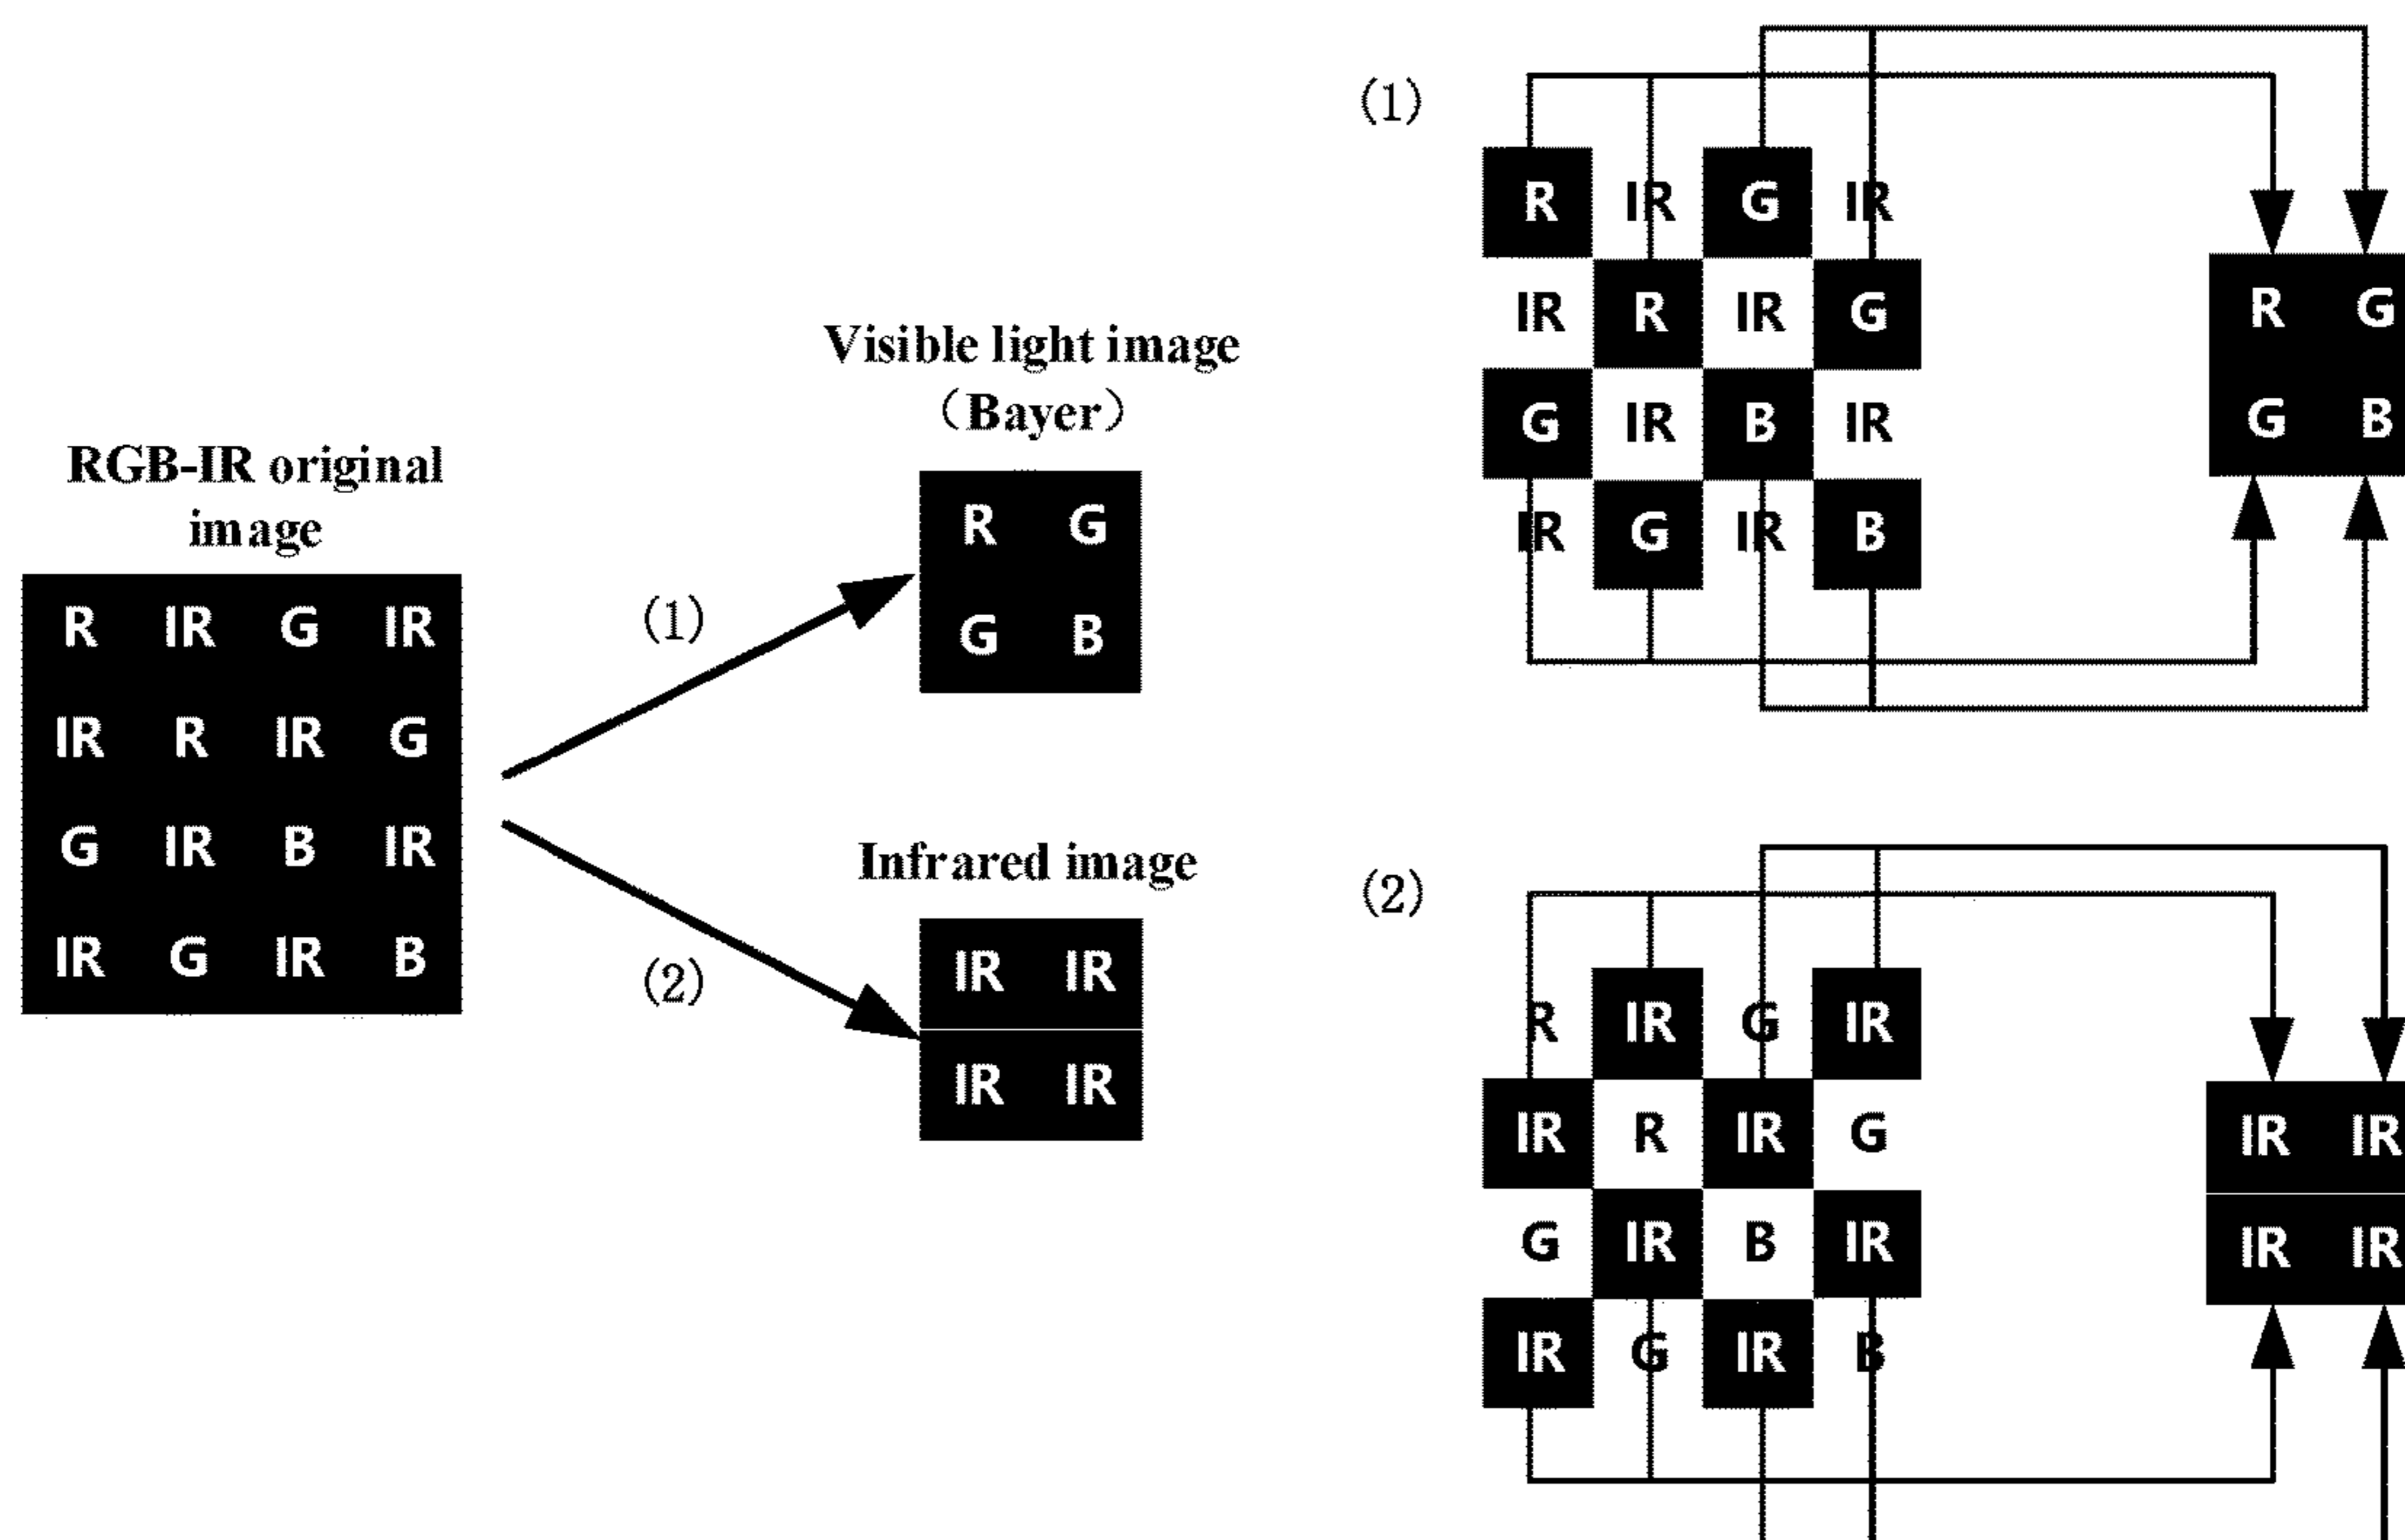 RGB-IR original
image
R IR G IR
IR R IR G
G IR B IR
IR G IR B
(1)
(2)
Visible light image
（Bayer）
R G
G B
Infrared image
IR IR
IR IR
(1)
R IR G IR
IR R IR G
G IR B IR
IR G IR B
R G
G B
(2)
R IR G IR
IR R IR G
G IR B IR
IR G IR B
IR IR
IR IR